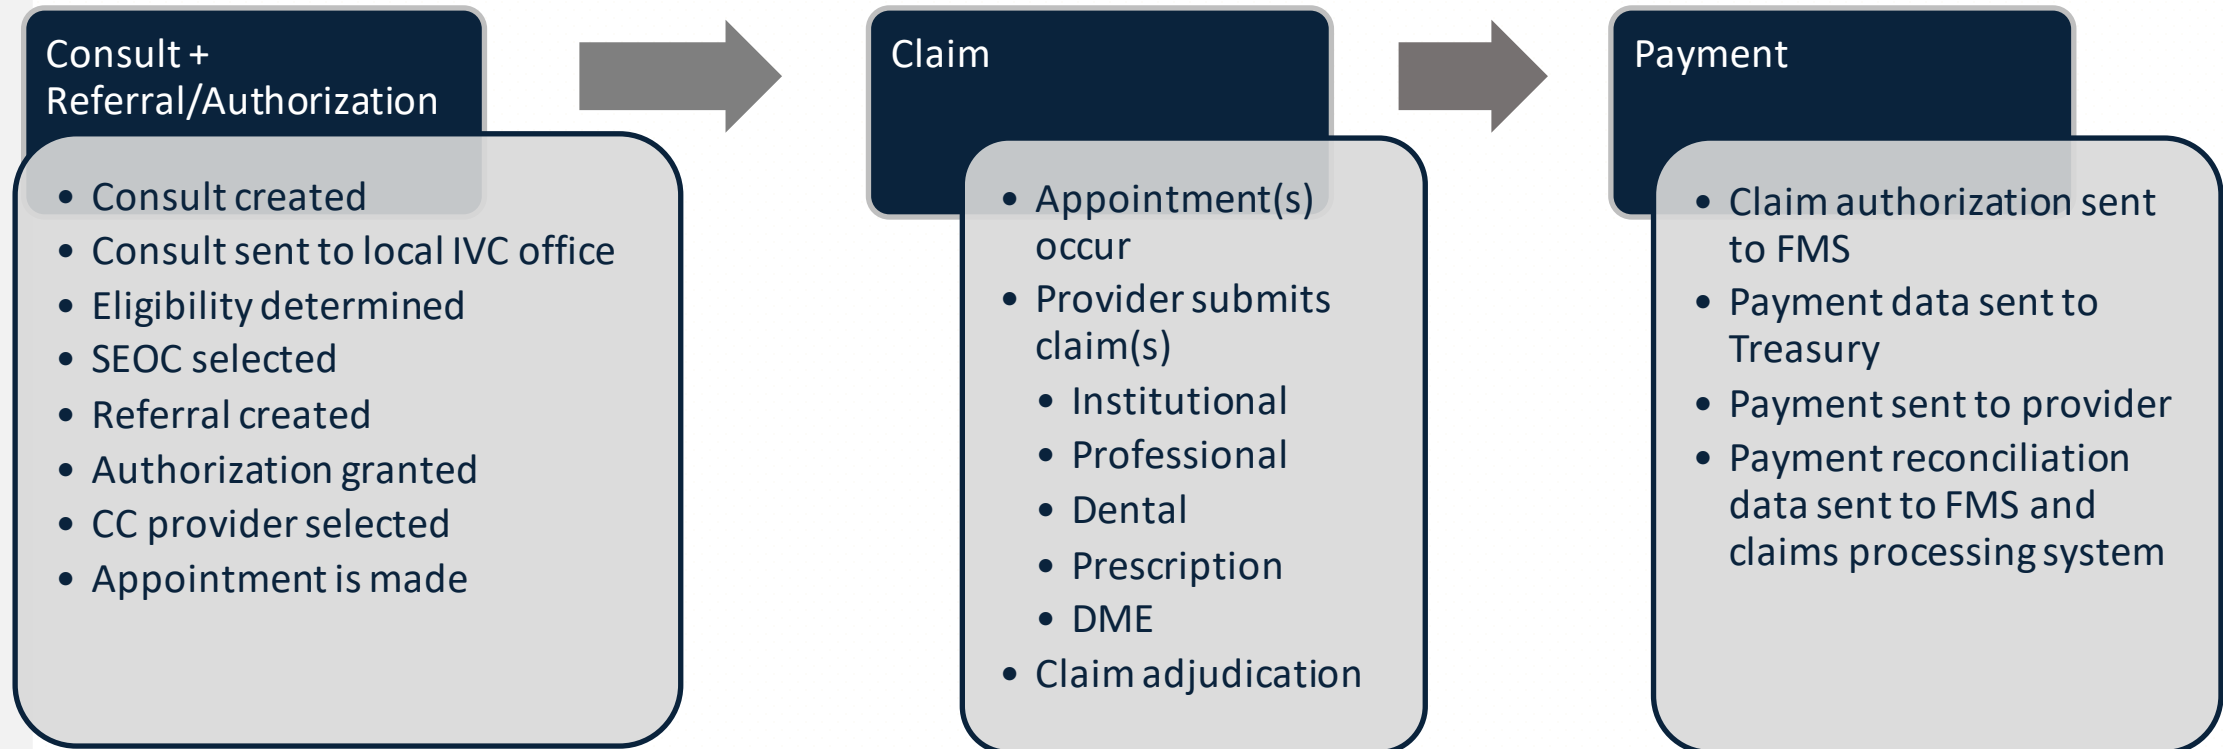 Consult +
Referral/Authorization
• Consult created
• Consult sent to local IVC office
• Eligibility determined
• SEOC selected
• Referral created
• Authorization granted
• CC provider selected
• Appointment is made
Claim
• Appointment(s)
occur
• Provider submits
claim(s)
• Institutional
• Professional
• Dental
• Prescription
• DME
• Claim adjudication
Payment
• Claim authorization sent
to FMS
• Payment data sent to
Treasury
• Payment sent to provider
• Payment reconciliation
data sent to FMS and
claims processing system